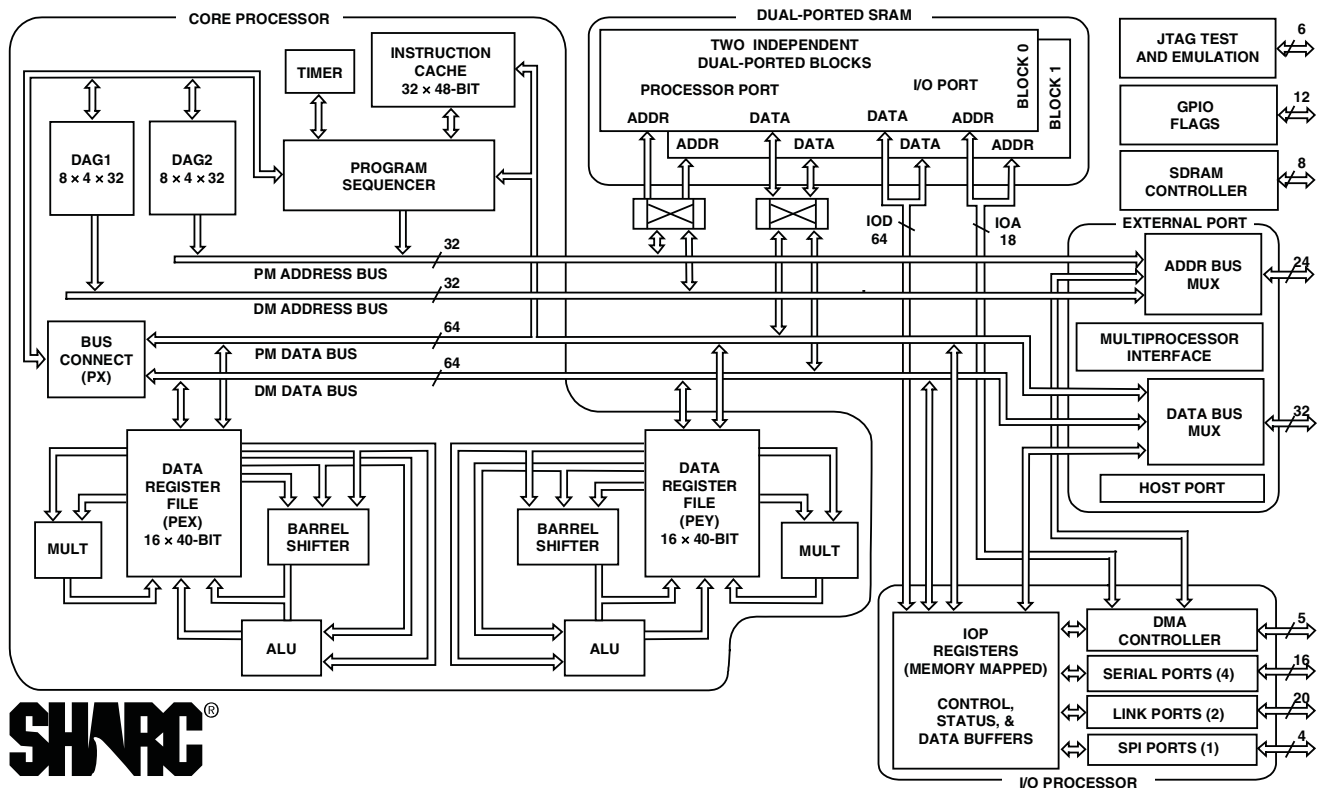 CORE PROCESSOR
TIMER
INSTRUCTION
CACHE
32 × 48-BIT
DAG1
8 × 4 × 32
DAG2
8 × 4 × 32
PROGRAM
SEQUENCER
32
PM ADDRESS BUS
32
DM ADDRESS BUS
BUS
CONNECT
(PX)
64
PM DATA BUS
64
DM DATA BUS
DATA
REGISTER
FILE
(PEX)
16 × 40-BIT
MULT
BARREL
SHIFTER
ALU
DATA
REGISTER
FILE
(PEY)
16 × 40-BIT
BARREL
SHIFTER
MULT
ALU
DUAL-PORTED SRAM
TWO INDEPENDENT
DUAL-PORTED BLOCKS
PROCESSOR PORT
I/O PORT
BLOCK 0
BLOCK 1
ADDR
DATA
DATA
ADDR
ADDR
DATA
DATA
ADDR
IOD
64
IOA
18
JTAG TEST
AND EMULATION
6
GPIO
FLAGS
12
SDRAM
CONTROLLER
8
EXTERNAL PORT
ADDR BUS
MUX
24
MULTIPROCESSOR
INTERFACE
DATA BUS
MUX
32
HOST PORT
IOP
REGISTERS
(MEMORY MAPPED)
CONTROL,
STATUS, &
DATA BUFFERS
DMA
CONTROLLER
5
SERIAL PORTS (4)
16
LINK PORTS (2)
20
SPI PORTS (1)
4
I/O PROCESSOR
SHARC®